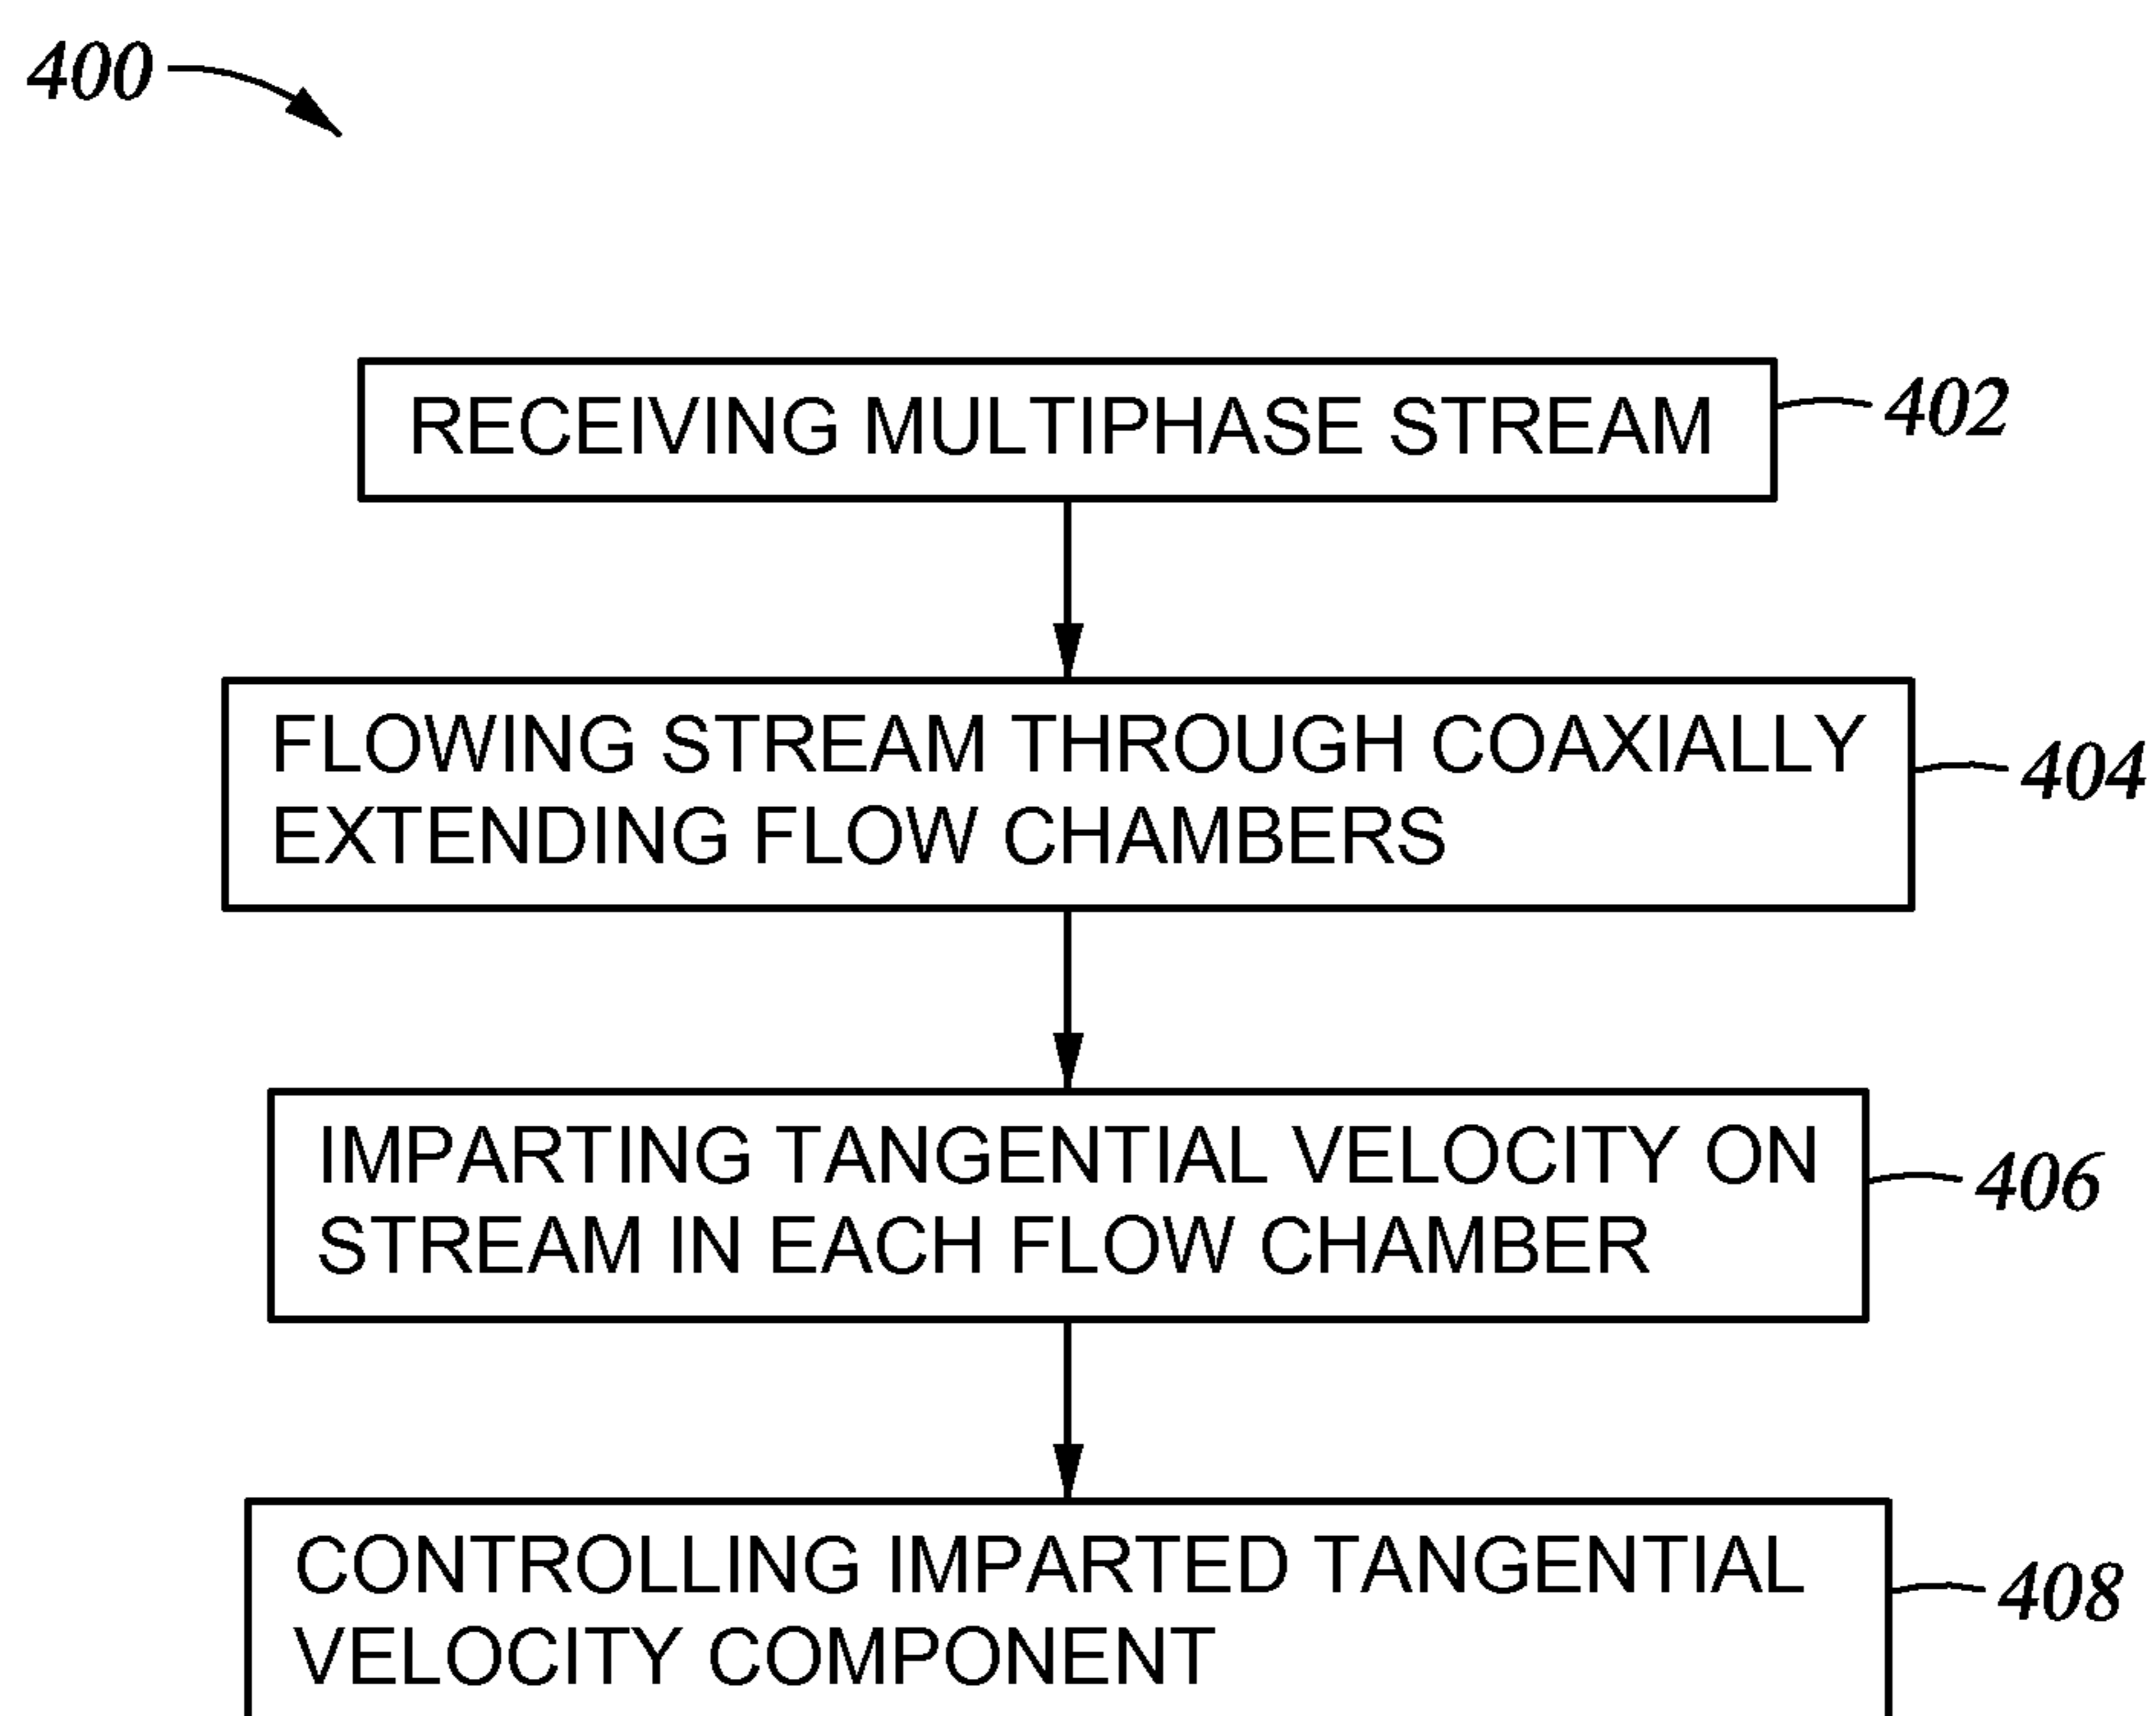 400
RECEIVING MULTIPHASE STREAM
402
FLOWING STREAM THROUGH COAXIALLY
EXTENDING FLOW CHAMBERS
404
IMPARTING TANGENTIAL VELOCITY ON
STREAM IN EACH FLOW CHAMBER
406
CONTROLLING IMPARTED TANGENTIAL
VELOCITY COMPONENT
408